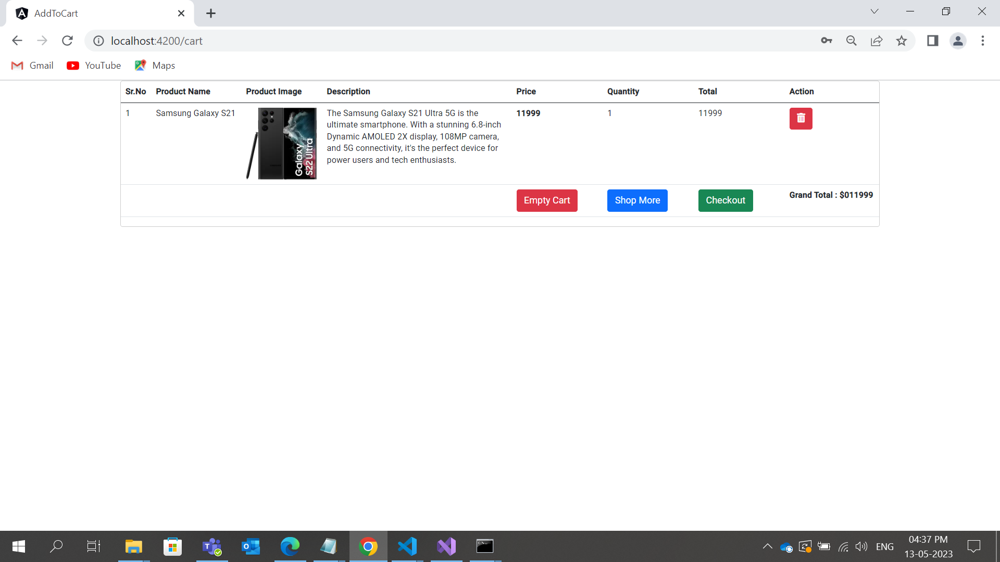 AddToCart
localhost:4200/cart
Gmail YouTube Maps
Sr.No Product Name Product Image Description Price Quantity Total Action
1 Samsung Galaxy S21 The Samsung Galaxy S21 Ultra 5G is the 11999 1 11999
ultimate smartphone. With a stunning 6.8-inch
Dynamic AMOLED 2X display, 108MP camera,
and 5G connectivity, it's the perfect device for
power users and tech enthusiasts.
Galaxy
S22 Ultra
Empty Cart Shop More Checkout Grand Total : $011999
ENG 04:37 PM
13-05-2023